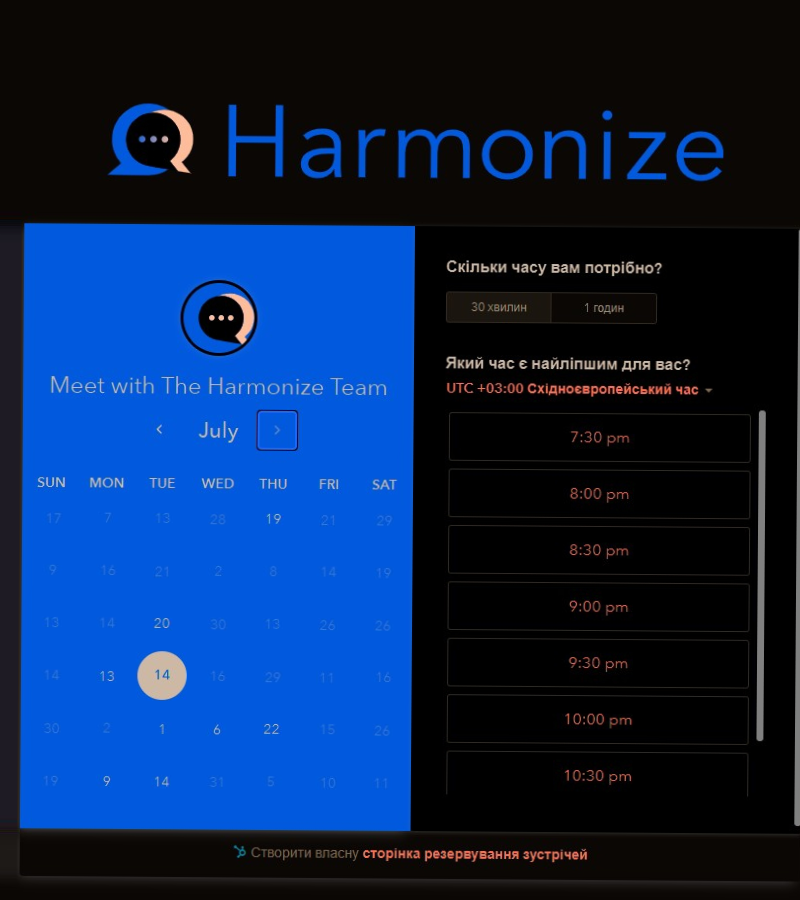 Harmonize
Meet with The Harmonize Team
July
SUN MON TUE WED THU FRI SAT
17 7 13 28 19 21 29
9 16 21 2 8 14 19
13 14 20 30 13 26 26
14 13 14 16 29 11 16
30 2 1 6 22 15 26
19 9 14 31 5 10 11
Скільки часу вам потрібно?
30 хвилин 1 годин
Який час є найліпшим для вас?
UTC +03:00 Східноєвропейський час
7:30 pm
8:00 pm
8:30 pm
9:00 pm
9:30 pm
10:00 pm
10:30 pm
Створити власну сторінка резервування зустрічей